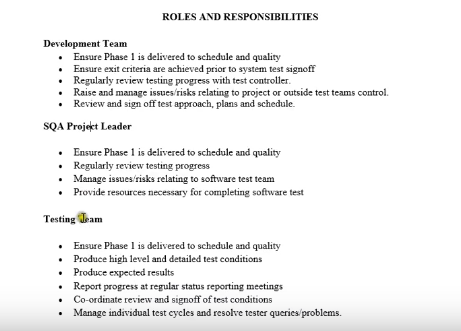 ROLES AND RESPONSIBILITIES
Development Team
• Ensure Phase 1 is delivered to schedule and quality
• Ensure exit criteria are achieved prior to system test signoff
• Regularly review testing progress with test controller.
• Raise and manage issues/risks relating to project or outside test teams control.
• Review and sign off test approach, plans and schedule.
SQA Project Leader
• Ensure Phase 1 is delivered to schedule and quality
• Regularly review testing progress
• Manage issues/risks relating to software test team
• Provide resources necessary for completing software test
Testing Team
• Ensure Phase 1 is delivered to schedule and quality
• Produce high level and detailed test conditions
• Produce expected results
• Report progress at regular status reporting meetings
• Co-ordinate review and signoff of test conditions
• Manage individual test cycles and resolve tester queries/problems.